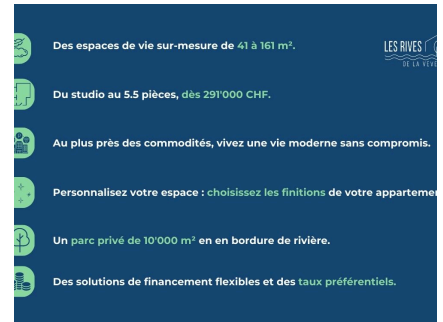 Des espaces de vie sur-mesure de 41 à 161 m².
LES RIVES
DE LA VEVE
Du studio au 5.5 pièces, dès 291'000 CHF.
Au plus près des commodités, vivez une vie moderne sans compromis.
Personnalisez votre espace : choisissez les finitions de votre appartemen
Un parc privé de 10'000 m² en en bordure de rivière.
Des solutions de financement flexibles et des taux préférentiels.